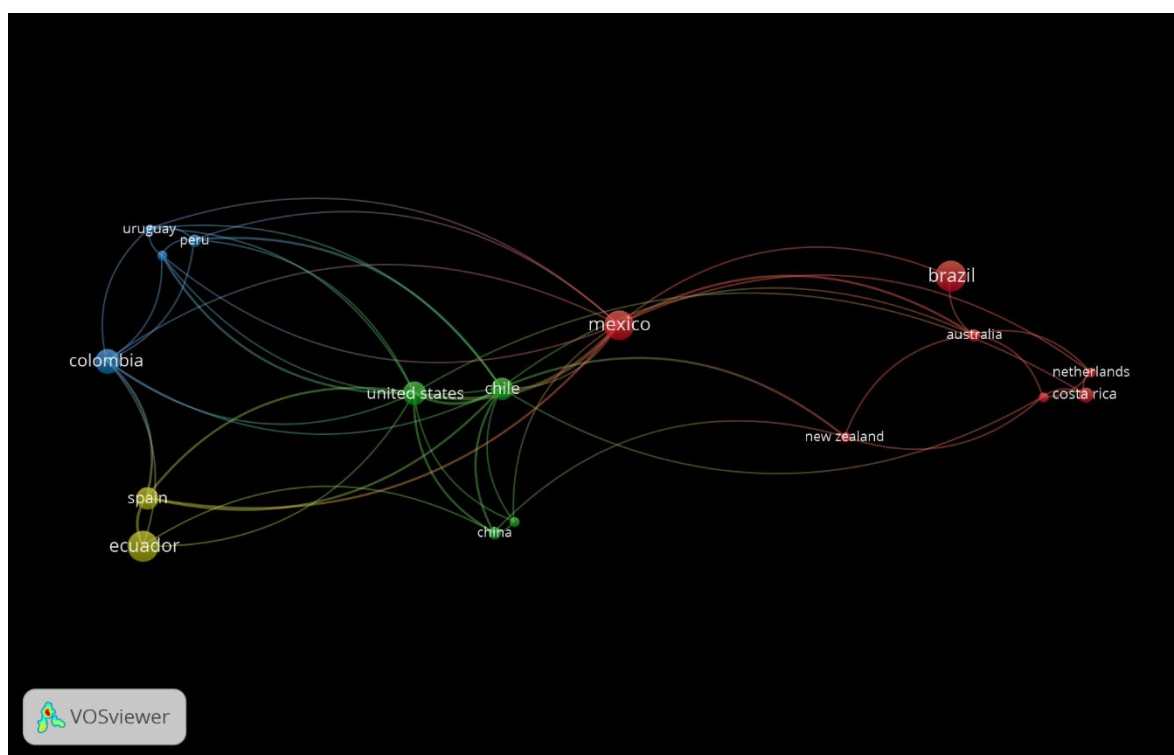 uruguay
peru
brazil
mexico
australia
colombia
netherlands
united states
chile
costa rica
new zealand
spain
china
ecuador
VOSviewer